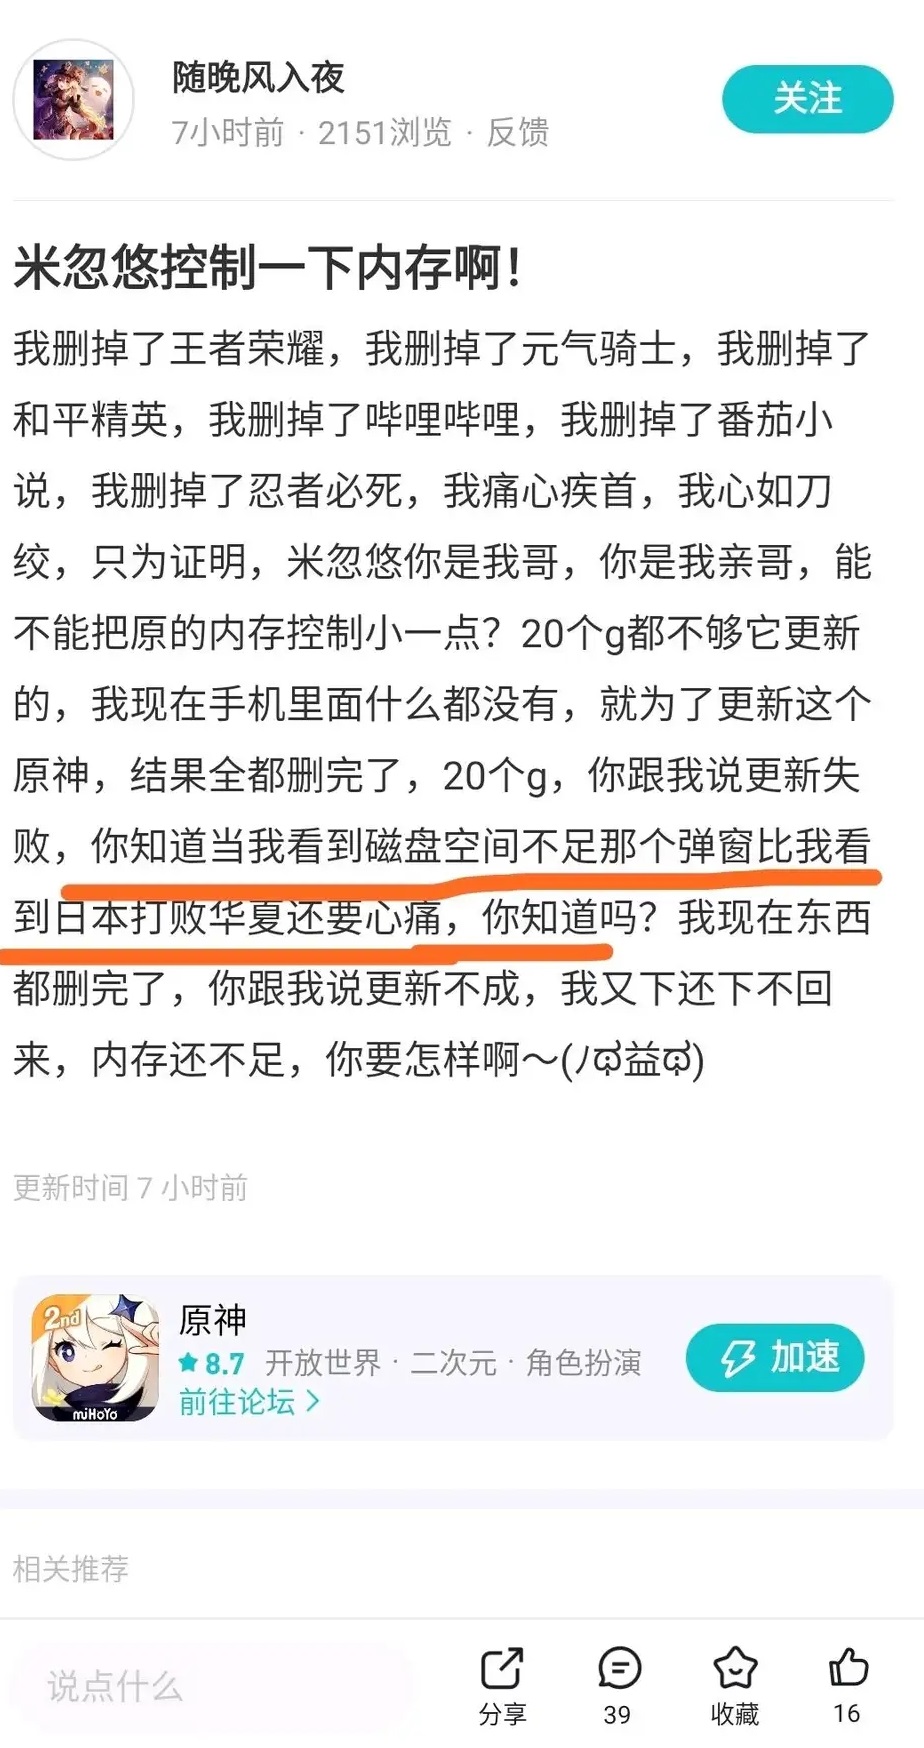 随晚风入夜
7小时前 · 2151浏览 · 反馈
关注
米忽悠控制一下内存啊！
我删掉了王者荣耀，我删掉了元气骑士，我删掉了
和平精英，我删掉了哔哩哔哩，我删掉了番茄小
说，我删掉了忍者必死，我痛心疾首，我心如刀
绞，只为证明，米忽悠你是我哥，你是我亲哥，能
不能把原的内存控制小一点？20个g都不够它更新
的，我现在手机里面什么都没有，就为了更新这个
原神，结果全都删完了，20个g，你跟我说更新失
败，你知道当我看到磁盘空间不足那个弹窗比我看
到日本打败华夏还要心痛，你知道吗？我现在东西
都删完了，你跟我说更新不成，我又下还下不回
来，内存还不足，你要怎样啊～(ﾉಥ益ಥ)
更新时间 7 小时前
2nd
miHoYo
原神
8.7 开放世界 · 二次元 · 角色扮演
前往论坛 >
加速
相关推荐
说点什么
分享
39
收藏
16